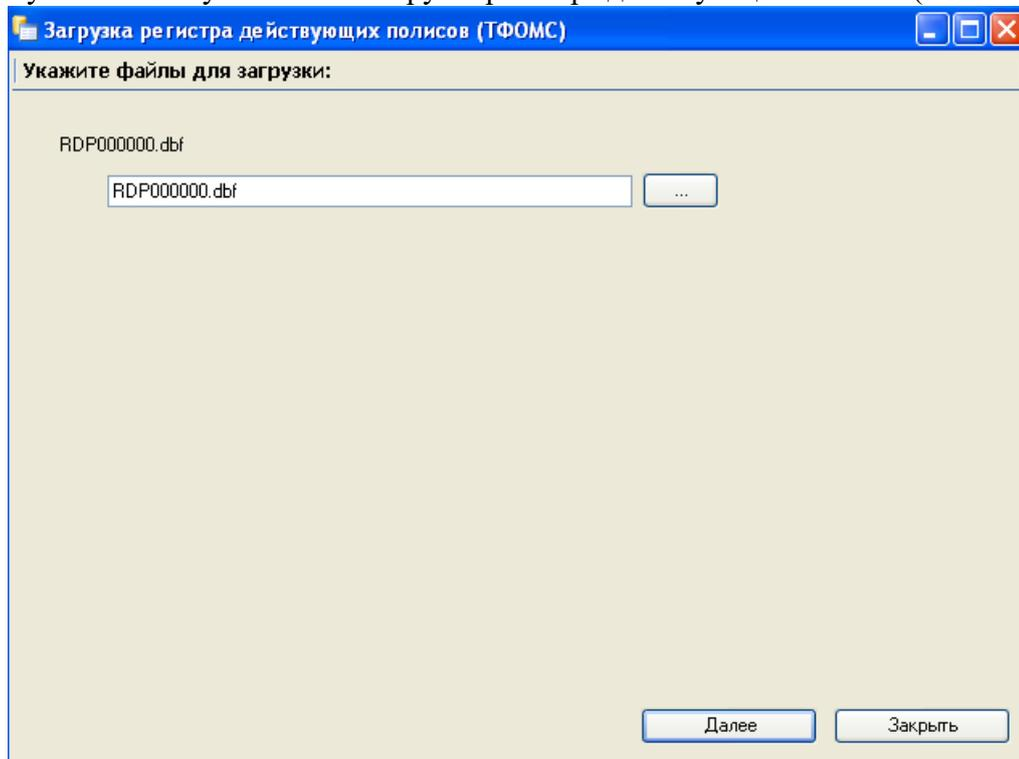 Загрузка регистра действующих полисов (ТФОМС)
Укажите файлы для загрузки:
RDP000000.dbf
RDP000000.dbf
...
Далее
Закрыть